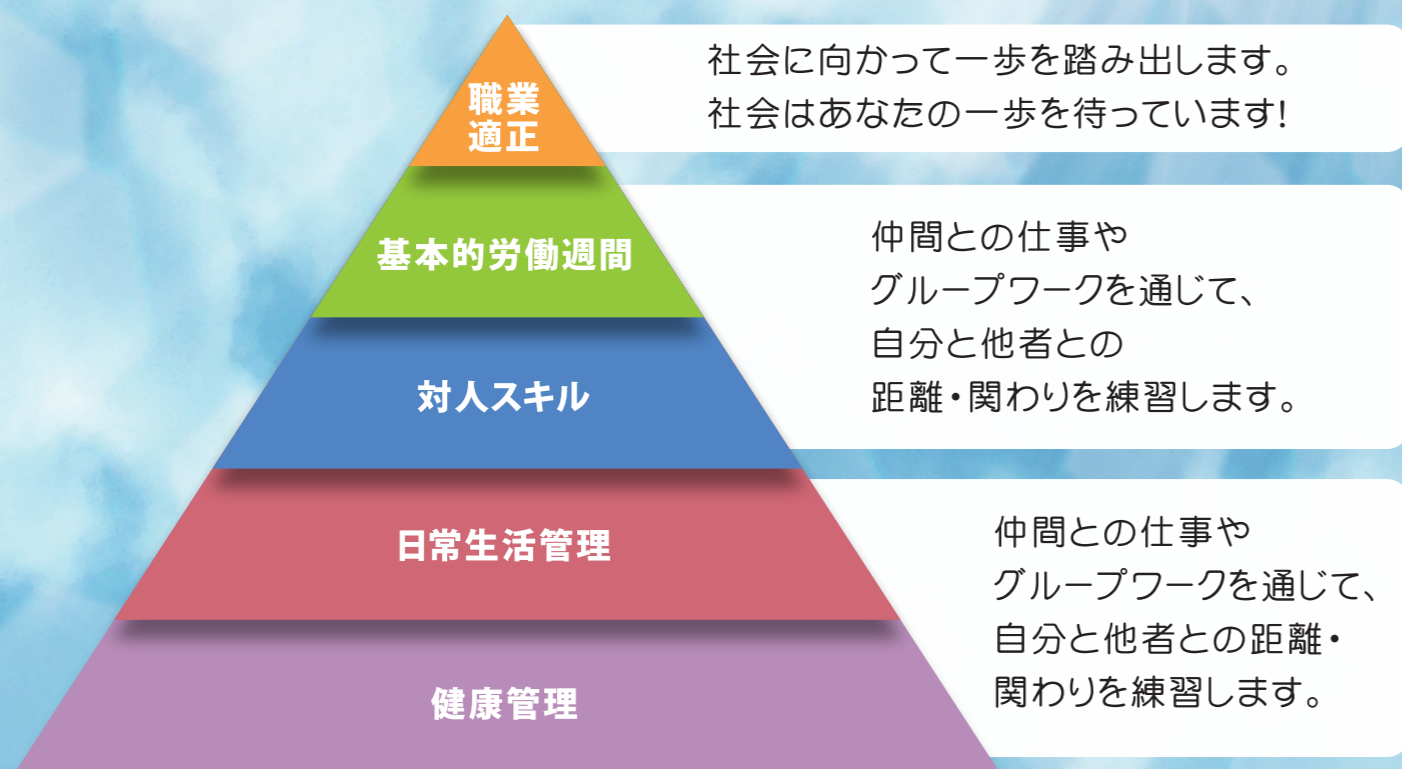 職業
適正
社会に向かって一歩を踏み出します。
社会はあなたの一歩を待っています!
基本的労働週間
仲間との仕事や
グループワークを通じて、
自分と他者との
距離・関わりを練習します。
対人スキル
日常生活管理
仲間との仕事や
グループワークを通じて、
自分と他者との距離・
関わりを練習します。
健康管理